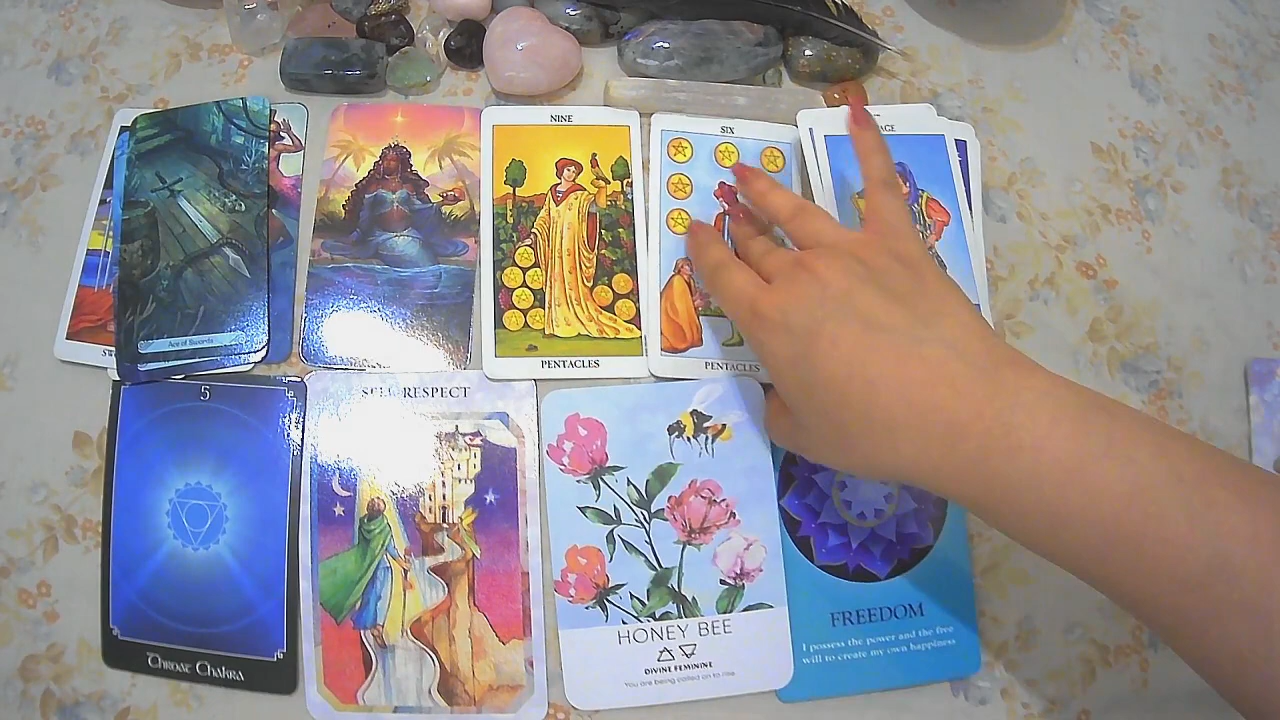 NINE
SIX
Ace of Swords
PENTACLES
PENTACLES
5
SELF RESPECT
Throat Chakra
HONEY BEE
DIVINE FEMININE
You are being called on to rise
FREEDOM
I possess the power and the free
will to create my own happiness